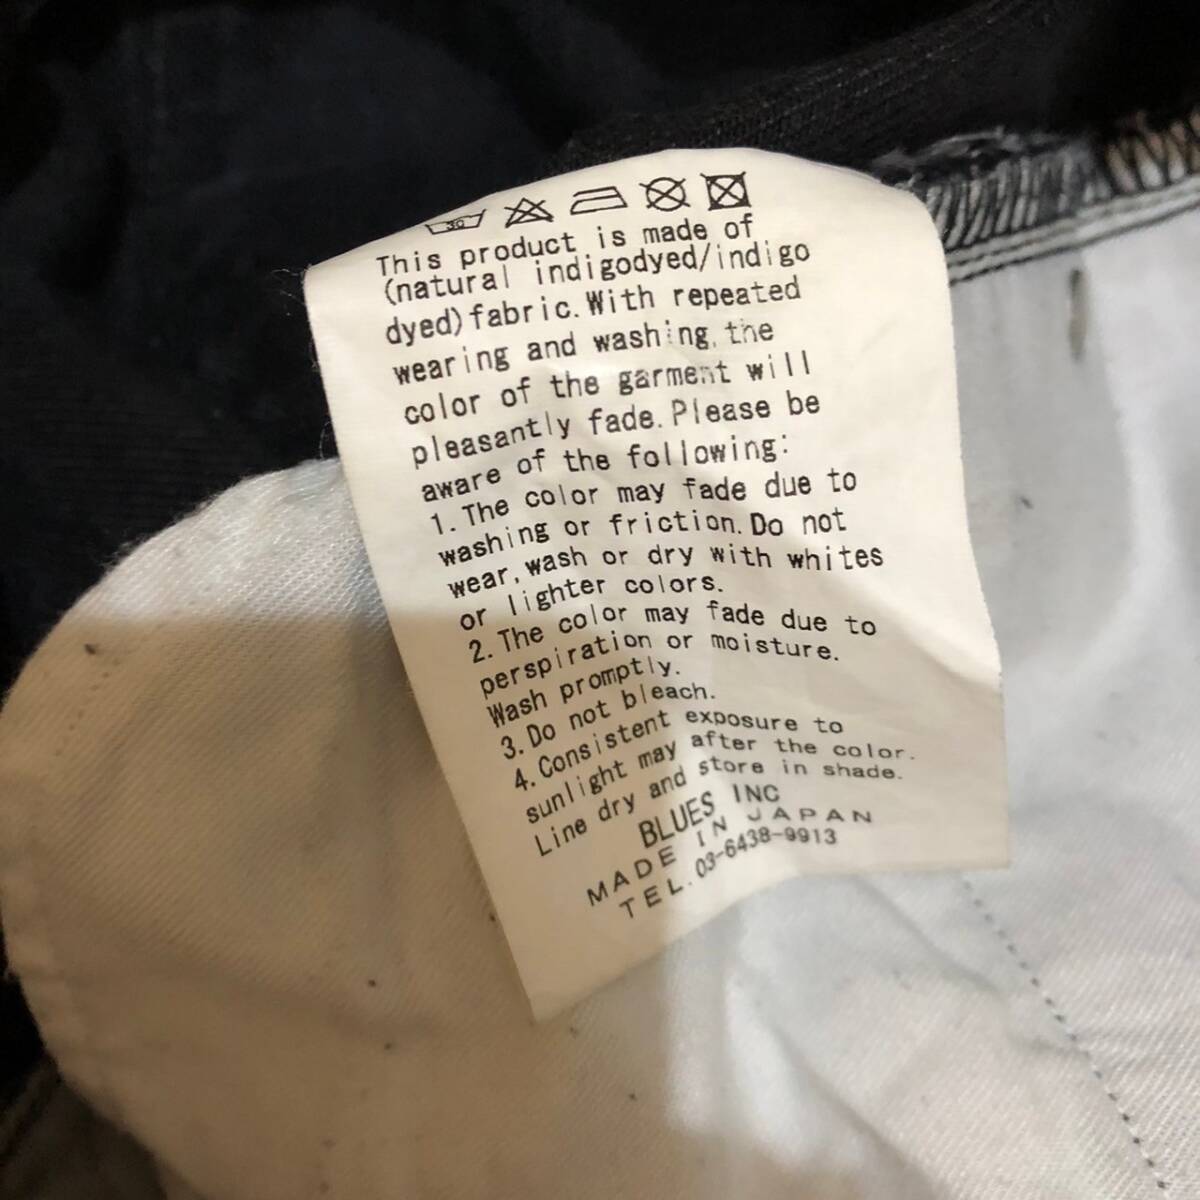 30
This product is made of
(natural indigodyed/indigo
dyed)fabric.With repeated
wearing and washing, the
color of the garment will
pleasantly fade.Please be
aware of the following:
1.The color may fade due to
washing or friction.Do not
wear,wash or dry with whites
or lighter colors.
2.The color may fade due to
perspiration or moisture.
Wash promptly.
3.Do not bleach.
4.Consistent exposure to
sunlight may after the color.
Line dry and store in shade.
BLUES INC
MADE IN JAPAN
TEL.03-6438-9913